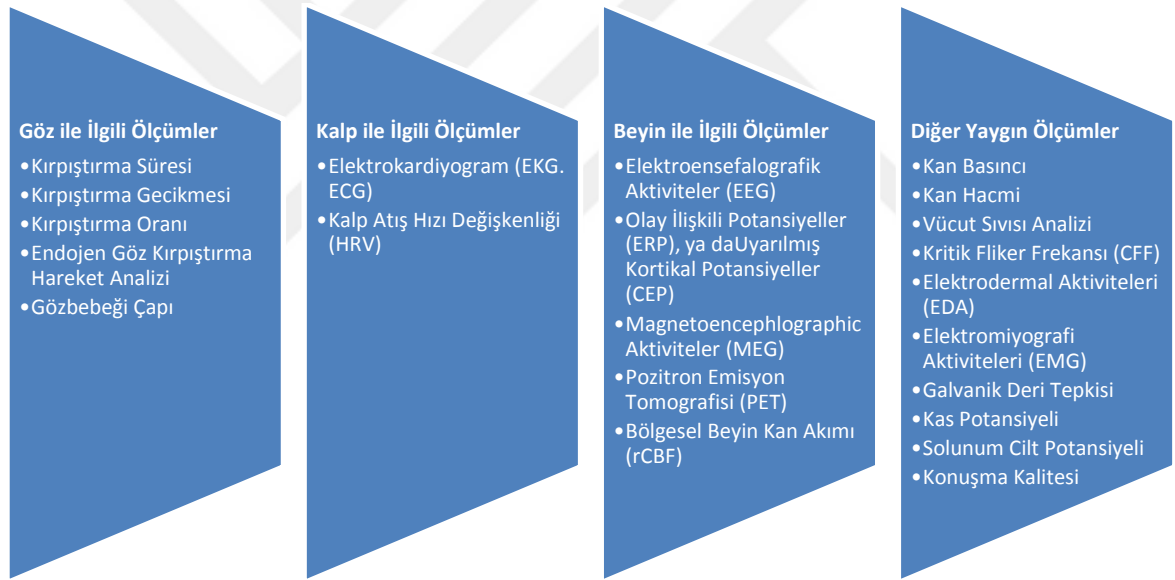 Göz ile İlgili Ölçümler
•Kırpıştırma Süresi
•Kırpıştırma Gecikmesi
•Kırpıştırma Oranı
•Endojen Göz Kırpıştırma
Hareket Analizi
•Gözbebeği Çapı
Kalp ile İlgili Ölçümler
•Elektrokardiyogram (EKG.
ECG)
•Kalp Atış Hızı Değişkenliği
(HRV)
Beyin ile İlgili Ölçümler
•Elektroensefalografik
Aktiviteler (EEG)
•Olay İlişkili Potansiyeller
(ERP), ya daUyarılmış
Kortikal Potansiyeller
(CEP)
•Magnetoencephlographic
Aktiviteler (MEG)
•Pozitron Emisyon
Tomografisi (PET)
•Bölgesel Beyin Kan Akımı
(rCBF)
Diğer Yaygın Ölçümler
•Kan Basıncı
•Kan Hacmi
•Vücut Sıvısı Analizi
•Kritik Fliker Frekansı (CFF)
•Elektrodermal Aktiviteleri
(EDA)
•Elektromiyografi
Aktiviteleri (EMG)
•Galvanik Deri Tepkisi
•Kas Potansiyeli
•Solunum Cilt Potansiyeli
•Konuşma Kalitesi